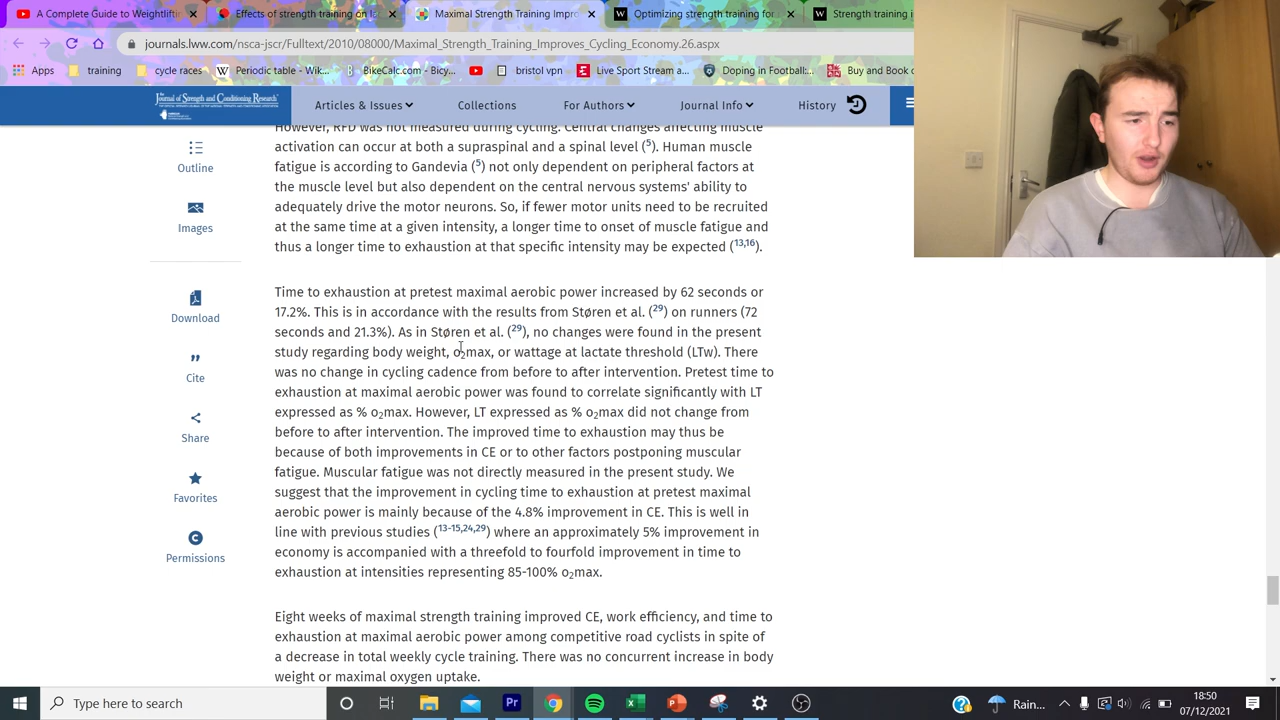 A Complete Guide to Weightliftin
Effects of strength training on le
Maximal Strength Training Impro
Optimizing strength training for
Strength training i
journals.lww.com/nsca-jscr/Fulltext/2010/08000/Maximal_Strength_Training_Improves_Cycling_Economy.26.aspx
Apps
training
cycle races
Periodic table - Wik...
BikeCalc.com - Bicy...
bristol vpn
Live Sport Stream a...
Doping in Football:...
Buy and Book o
Journal of Strength and Conditioning Research
Articles & Issues
Collections
For Authors
Journal Info
History
Outline
Images
Download
Cite
Share
Favorites
Permissions
However, RFD was not measured during cycling. Central changes affecting muscle
activation can occur at both a supraspinal and a spinal level (5). Human muscle
fatigue is according to Gandevia (5) not only dependent on peripheral factors at
the muscle level but also dependent on the central nervous systems' ability to
adequately drive the motor neurons. So, if fewer motor units need to be recruited
at the same time at a given intensity, a longer time to onset of muscle fatigue and
thus a longer time to exhaustion at that specific intensity may be expected (13,16).
Time to exhaustion at pretest maximal aerobic power increased by 62 seconds or
17.2%. This is in accordance with the results from Støren et al. (29) on runners (72
seconds and 21.3%). As in Støren et al. (29), no changes were found in the present
study regarding body weight, o2max, or wattage at lactate threshold (LTw). There
was no change in cycling cadence from before to after intervention. Pretest time to
exhaustion at maximal aerobic power was found to correlate significantly with LT
expressed as % o2max. However, LT expressed as % o2max did not change from
before to after intervention. The improved time to exhaustion may thus be
because of both improvements in CE or to other factors postponing muscular
fatigue. Muscular fatigue was not directly measured in the present study. We
suggest that the improvement in cycling time to exhaustion at pretest maximal
aerobic power is mainly because of the 4.8% improvement in CE. This is well in
line with previous studies (13-15,24,29) where an approximately 5% improvement in
economy is accompanied with a threefold to fourfold improvement in time to
exhaustion at intensities representing 85-100% o2max.
Eight weeks of maximal strength training improved CE, work efficiency, and time to
exhaustion at maximal aerobic power among competitive road cyclists in spite of
a decrease in total weekly cycle training. There was no concurrent increase in body
weight or maximal oxygen uptake.
Type here to search
Rain...
18:50
07/12/2021